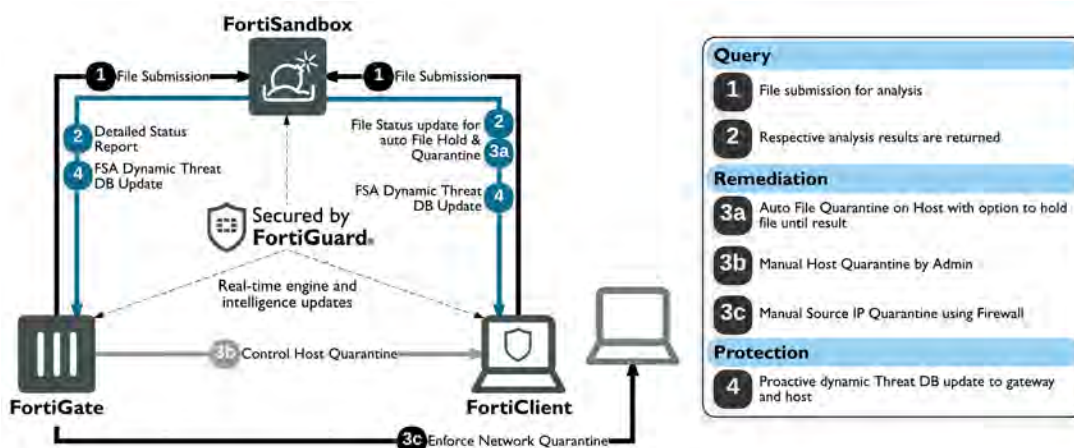 FortiSandbox
1 File Submission
1 File Submission
2 Detailed Status
Report
4 FSA Dynamic Threat
DB Update
File Status update for
auto File Hold &
Quarantine
2
3a
FSA Dynamic Threat
DB Update
4
Secured by
FortiGuard®
Real-time engine and
intelligence updates
3b Control Host Quarantine
FortiGate
FortiClient
3c Enforce Network Quarantine
Query
1 File submission for analysis
2 Respective analysis results are returned
Remediation
3a Auto File Quarantine on Host with option to hold
file until result
3b Manual Host Quarantine by Admin
3c Manual Source IP Quarantine using Firewall
Protection
4 Proactive dynamic Threat DB update to gateway
and host